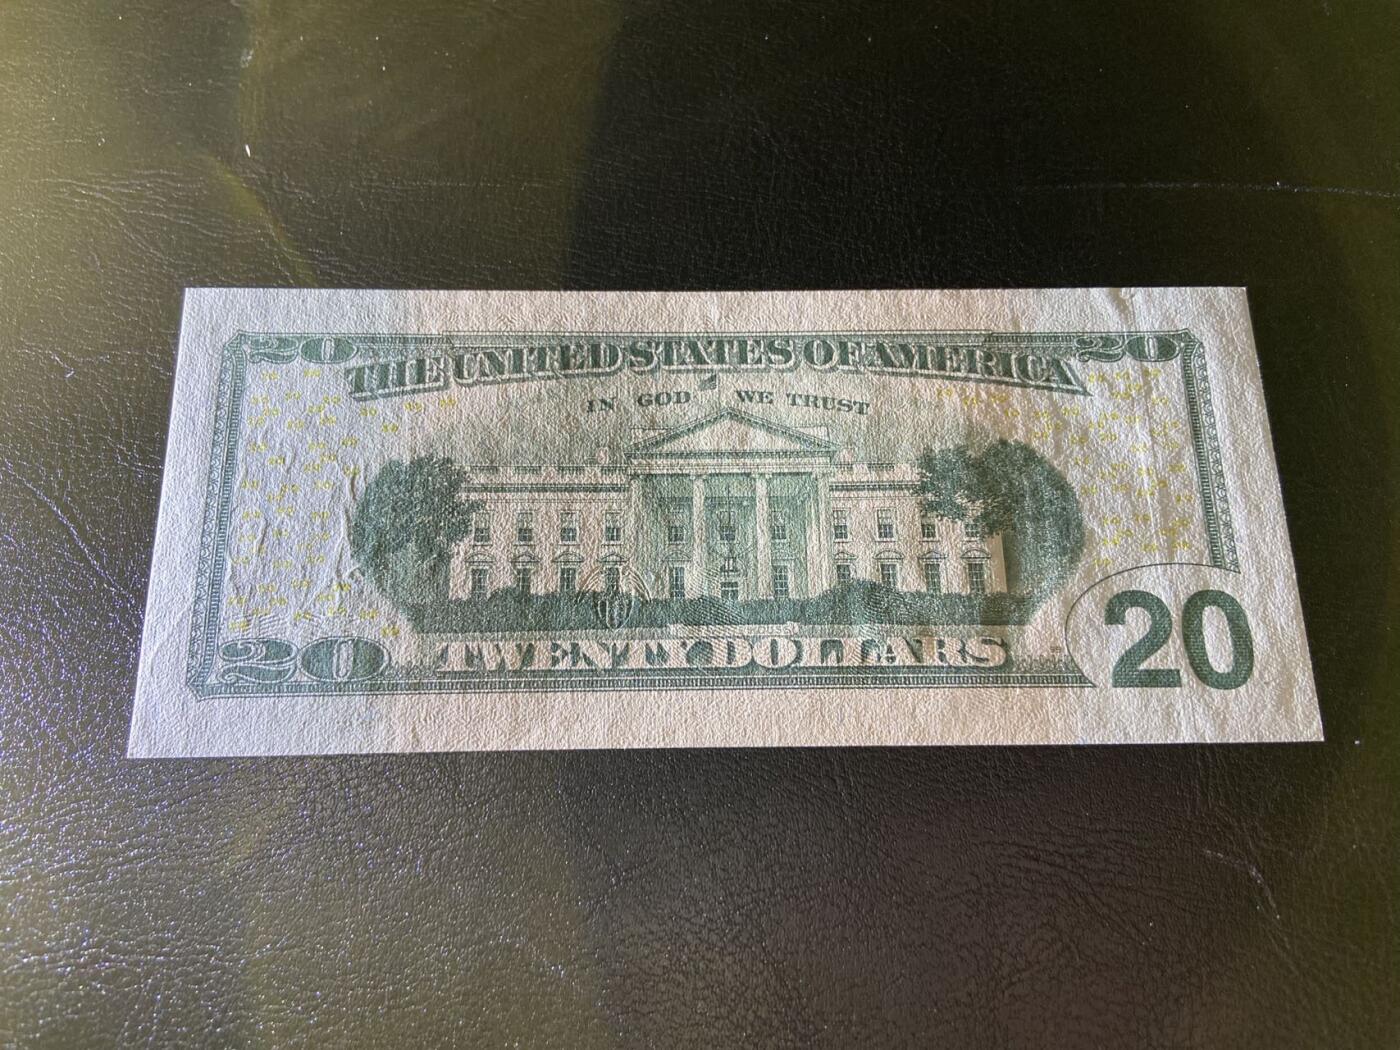 20 THE UNITED STATES OF AMERICA 20
IN GOD WE TRUST
20 TWENTY DOLLARS 20